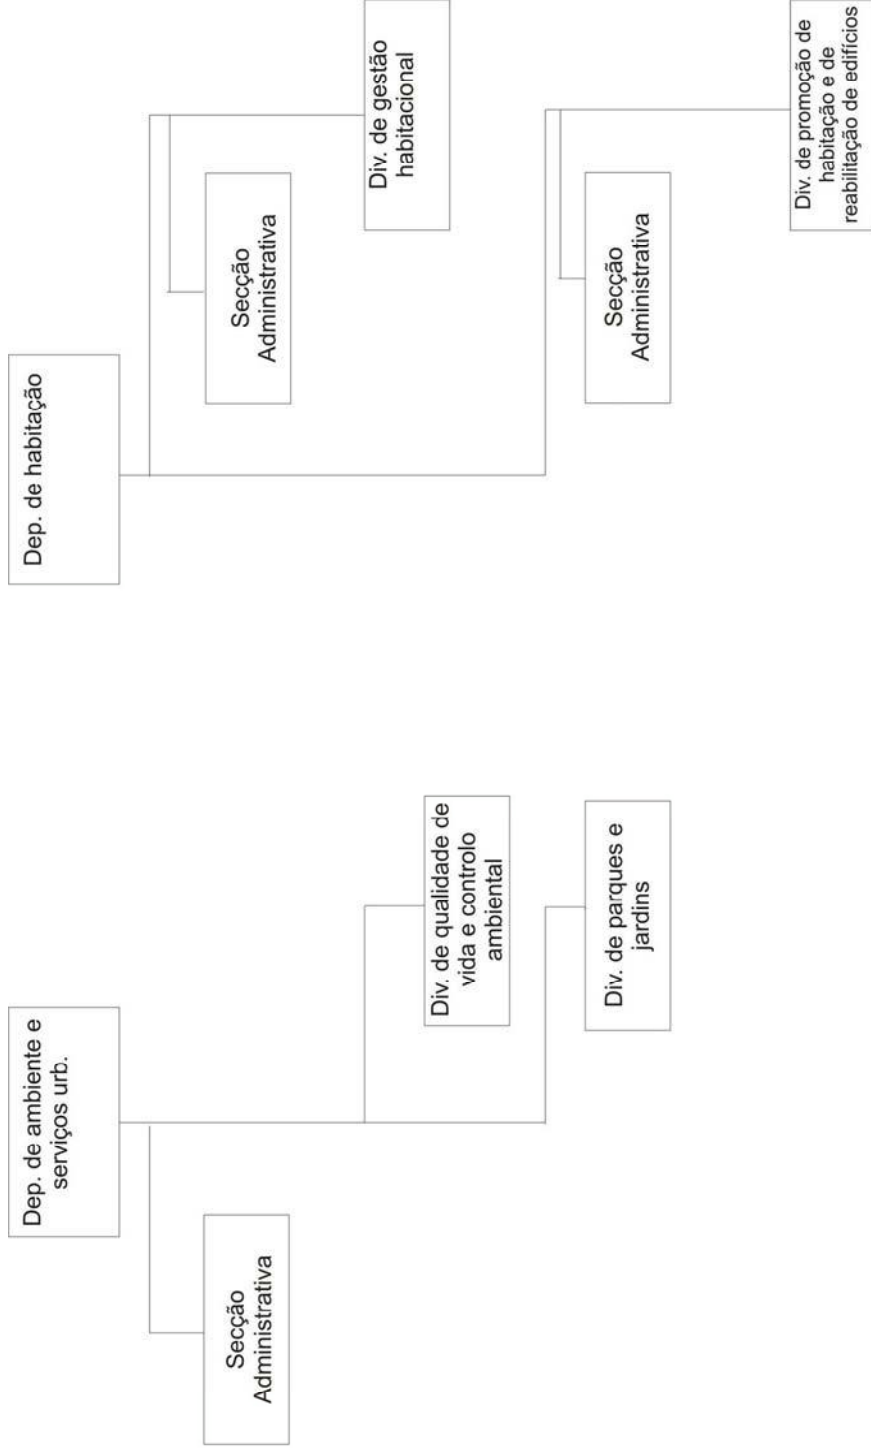 Dep. de ambiente e
serviços urb.
Secção
Administrativa
Div. de qualidade de
vida e controlo
ambiental
Div. de parques e
jardins
Dep. de habitação
Secção
Administrativa
Div. de gestão
habitacional
Secção
Administrativa
Div. de promoção de
habitação e de
reabilitação de edifícios